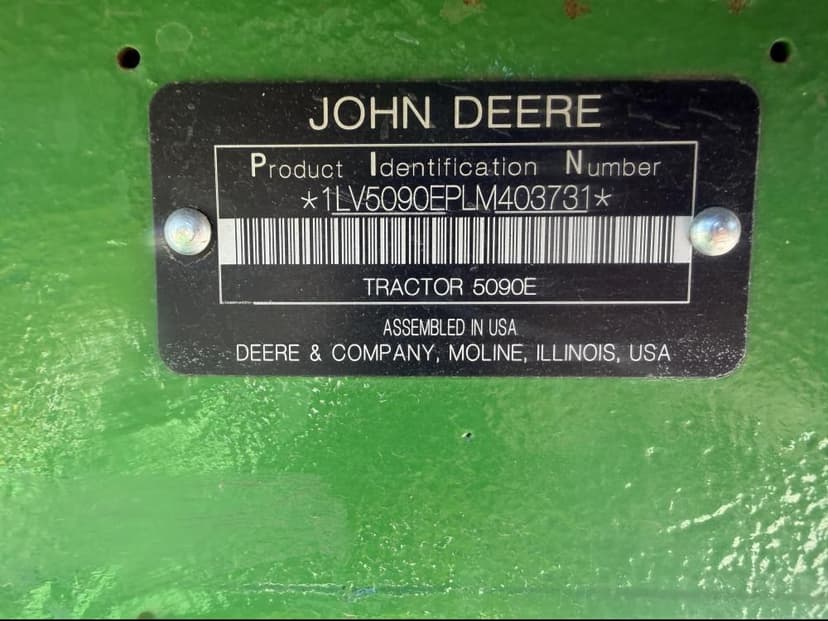 JOHN DEERE
Product Identification Number
*1LV5090EPLM403731*
TRACTOR 5090E
ASSEMBLED IN USA
DEERE & COMPANY, MOLINE, ILLINOIS, USA